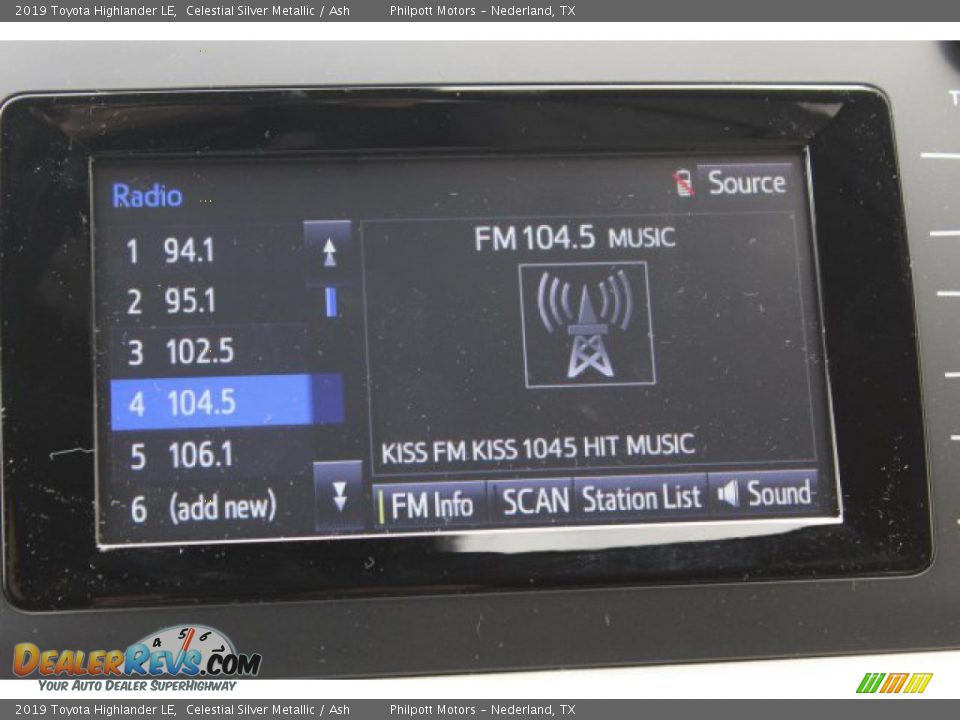 2019 Toyota Highlander LE,  Celestial Silver Metallic / Ash        Philpott Motors - Nederland, TX
T
Radio
Source
1 94.1
2 95.1
3 102.5
4 104.5
5 106.1
6 (add new)
FM 104.5 MUSIC
KISS FM KISS 1045 HIT MUSIC
FM Info
SCAN
Station List
Sound
4 5 6
DEALERREVS.COM
YOUR AUTO DEALER SUPERHIGHWAY
2019 Toyota Highlander LE,  Celestial Silver Metallic / Ash        Philpott Motors - Nederland, TX